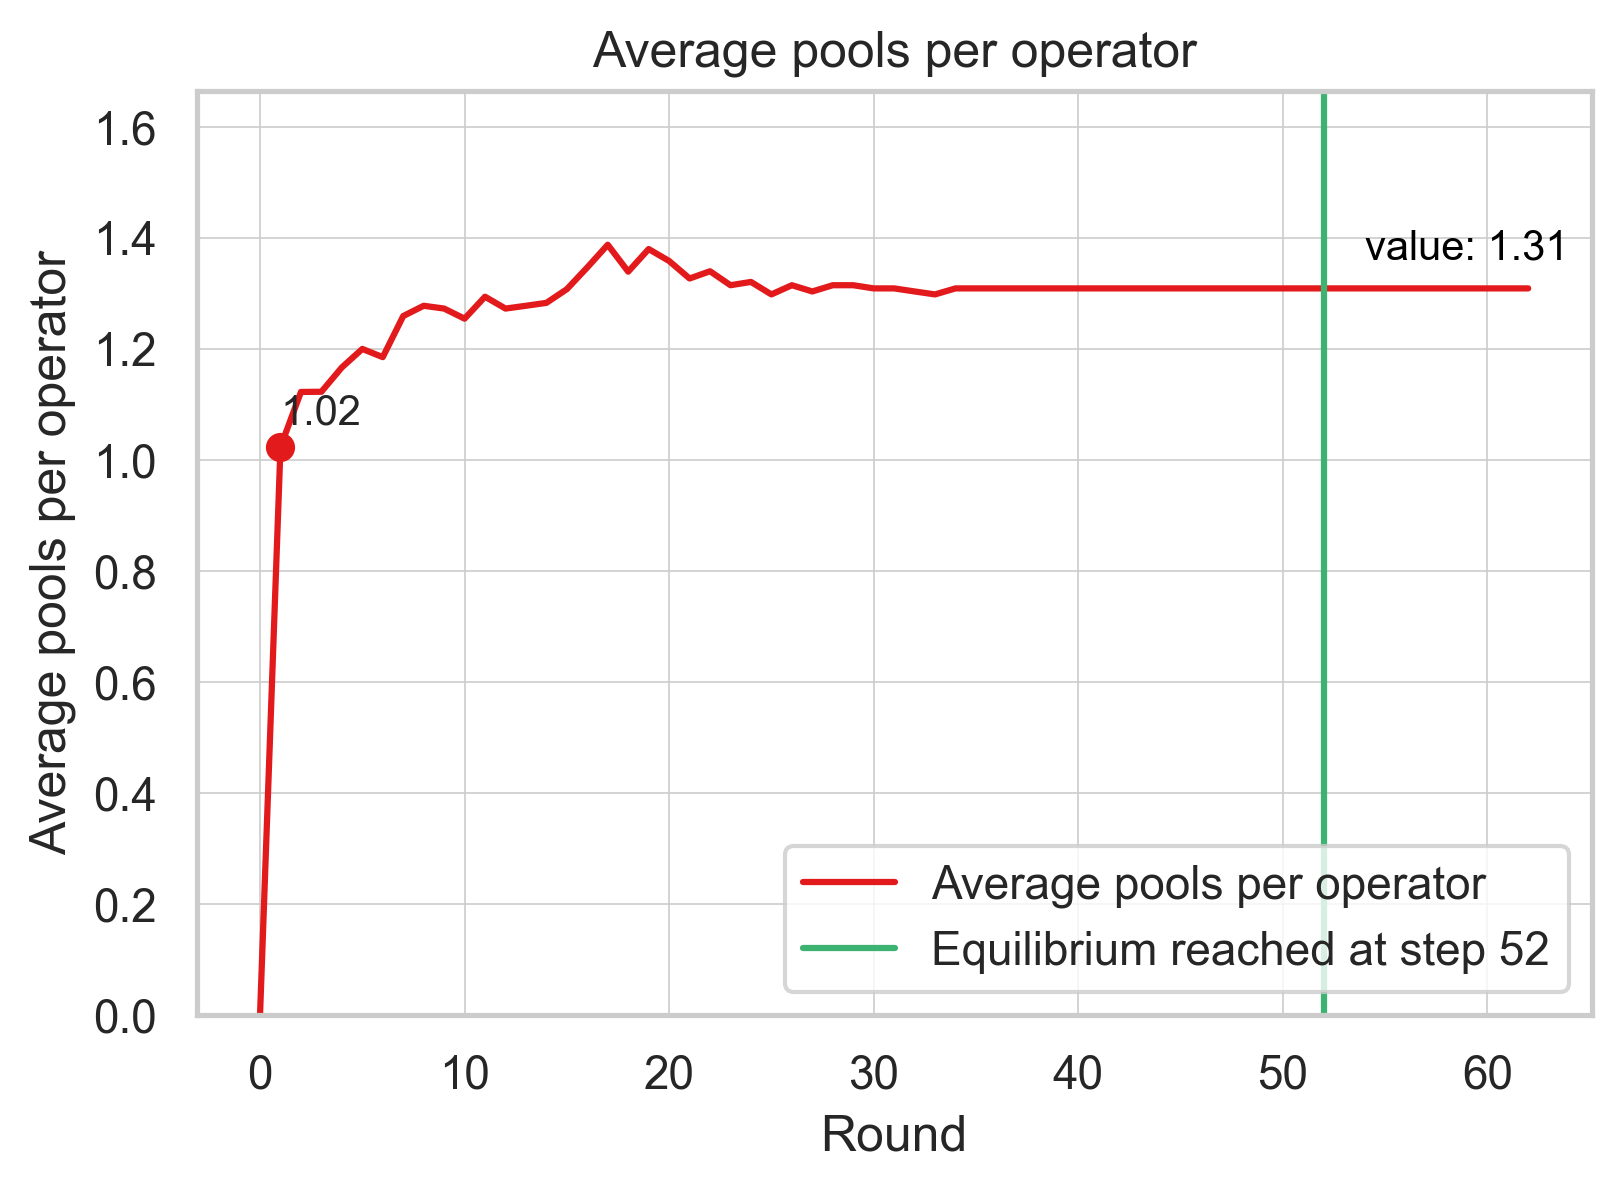 Average pools per operator
Average pools per operator
1.6
1.4
1.2
1.0
0.8
0.6
0.4
0.2
0.0
value: 1.31
1.02
Average pools per operator
Equilibrium reached at step 52
0 10 20 30 40 50 60
Round